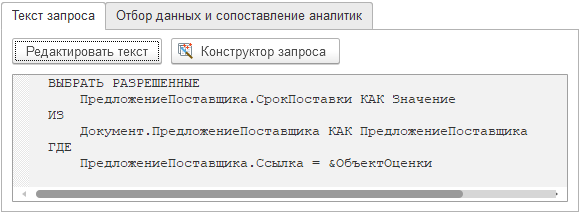 Текст запроса
Отбор данных и сопоставление аналитик
Редактировать текст
Конструктор запроса
ВЫБРАТЬ РАЗРЕШЕННЫЕ
ПредложениеПоставщика.СрокПоставки КАК Значение
ИЗ
Документ.ПредложениеПоставщика КАК ПредложениеПоставщика
ГДЕ
ПредложениеПоставщика.Ссылка = &ОбъектОценки